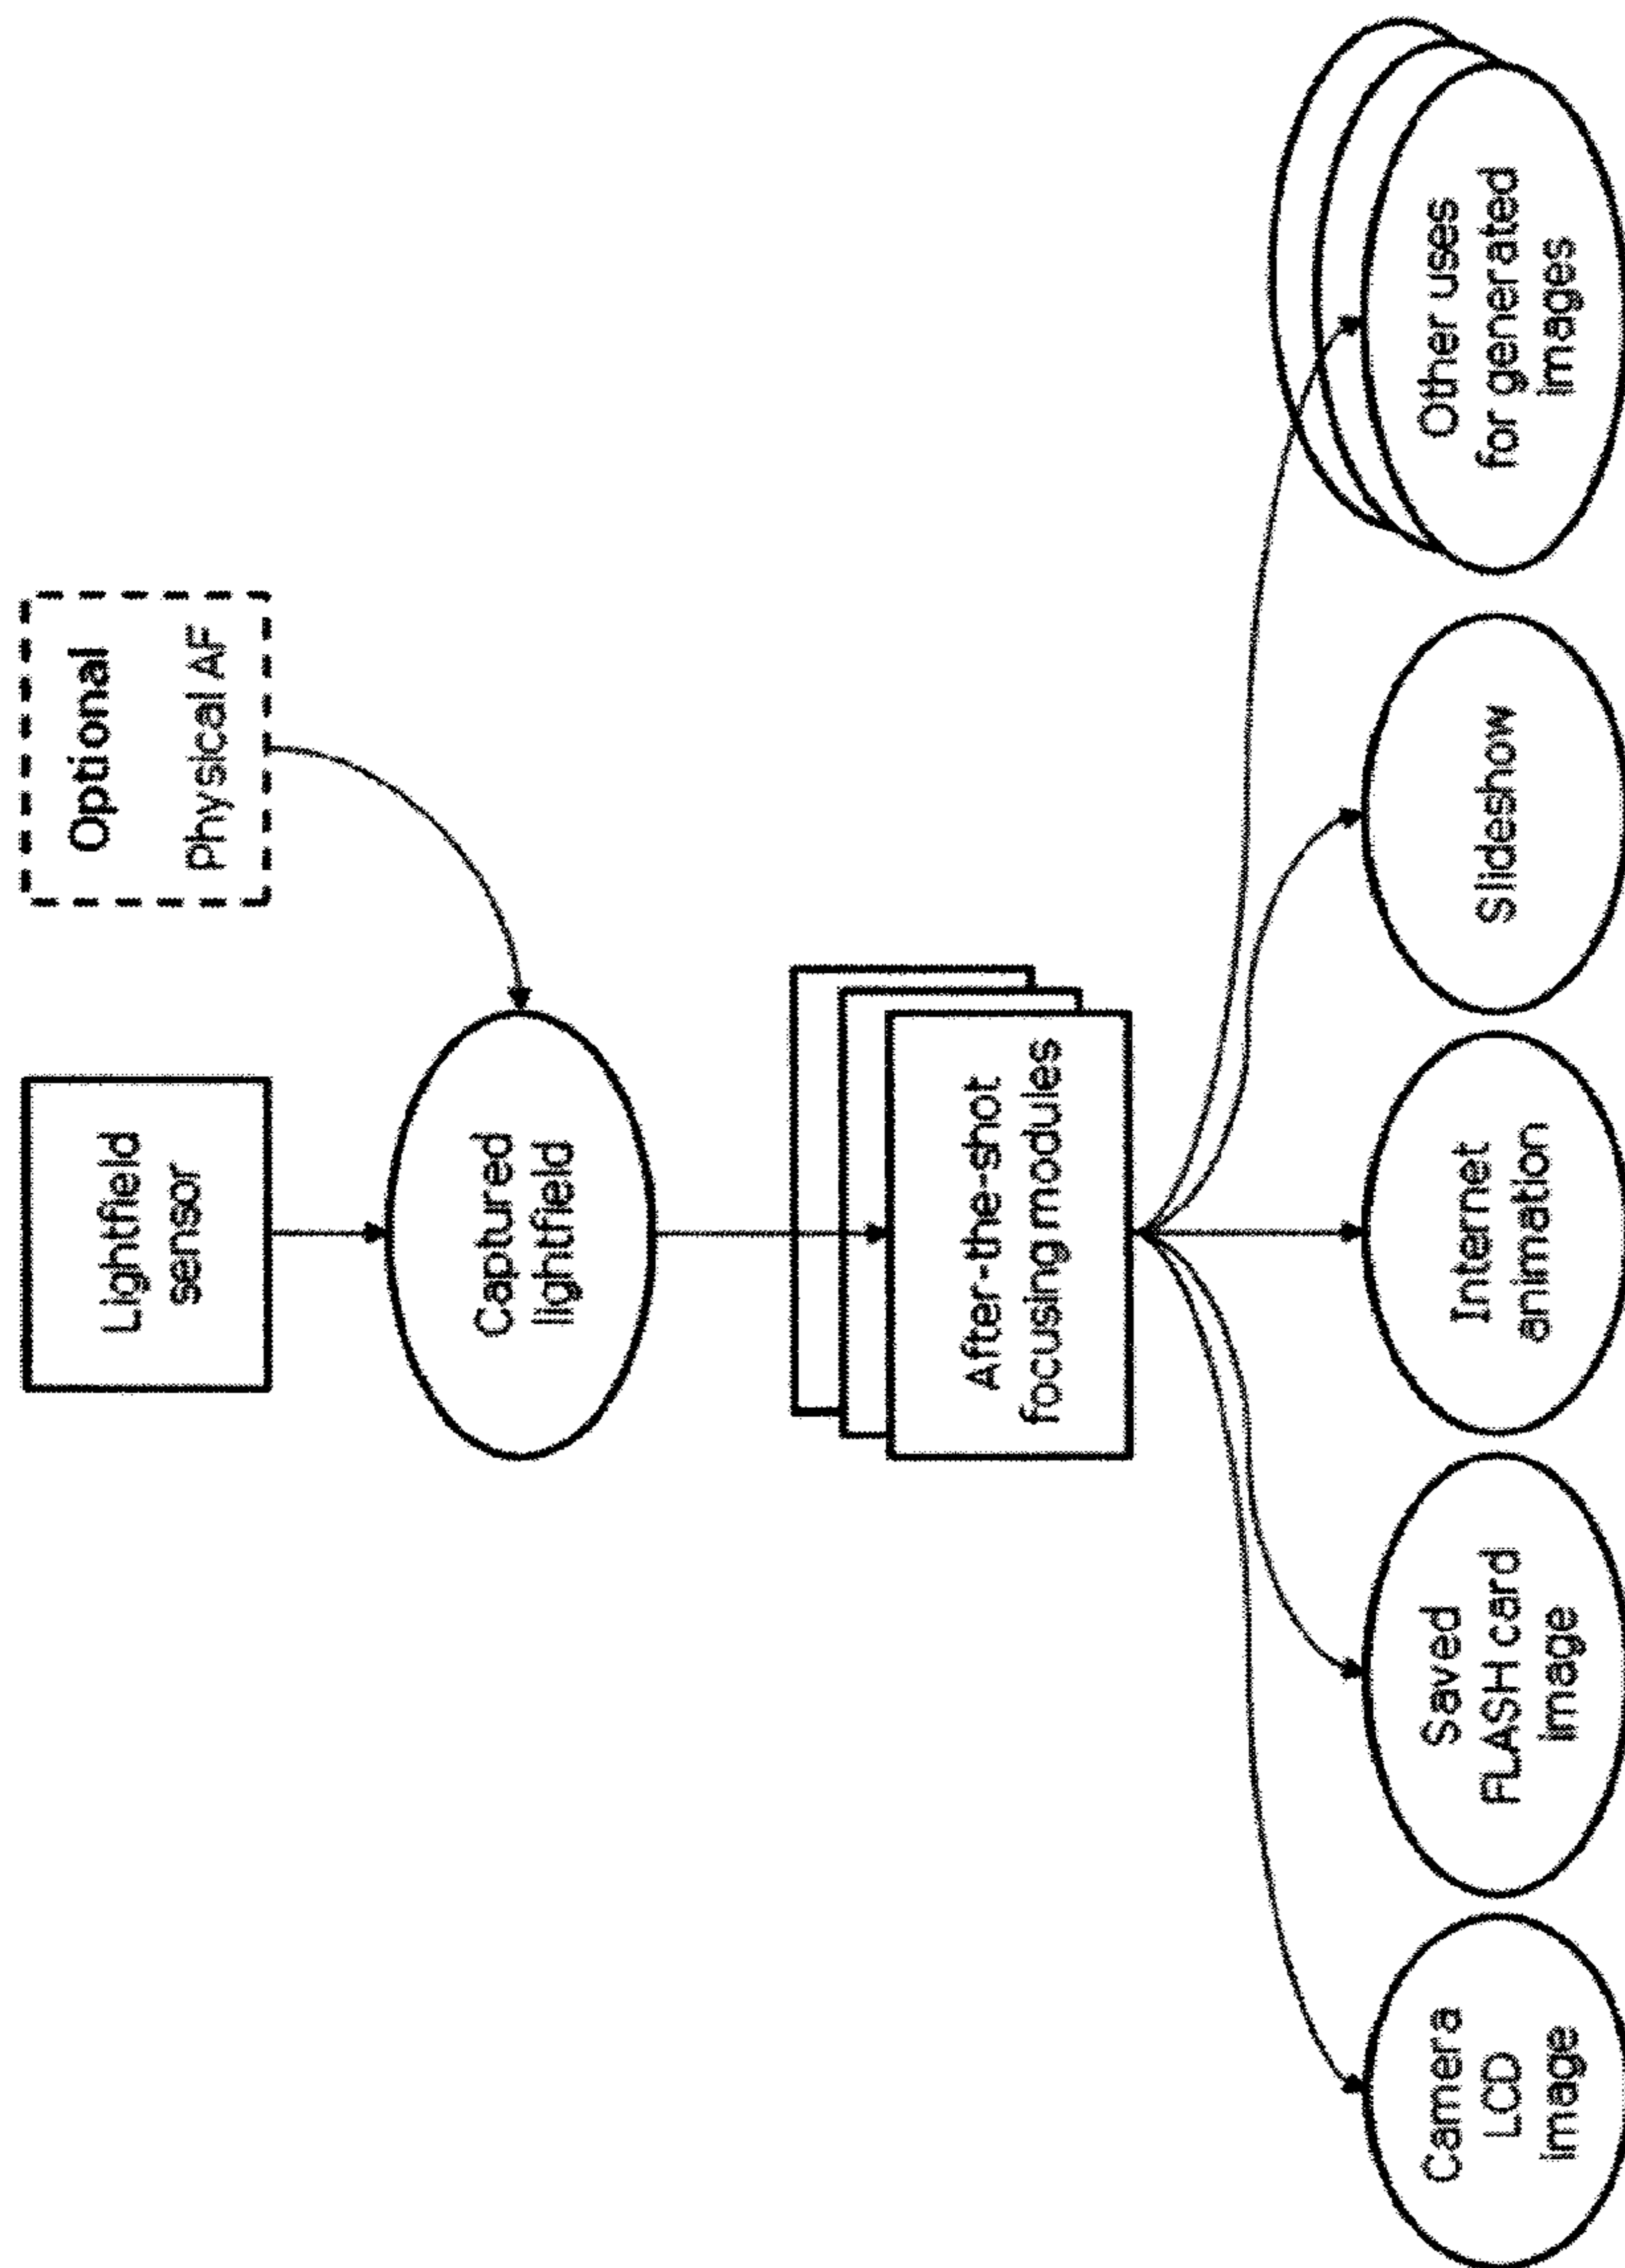 Lightfield
sensor
Optional
Physical AF
Captured
lightfield
After-the-shot
focusing modules
Camera
LCD
image
Saved
FLASH card
image
Internet
animation
Slideshow
Other uses
for generated
images